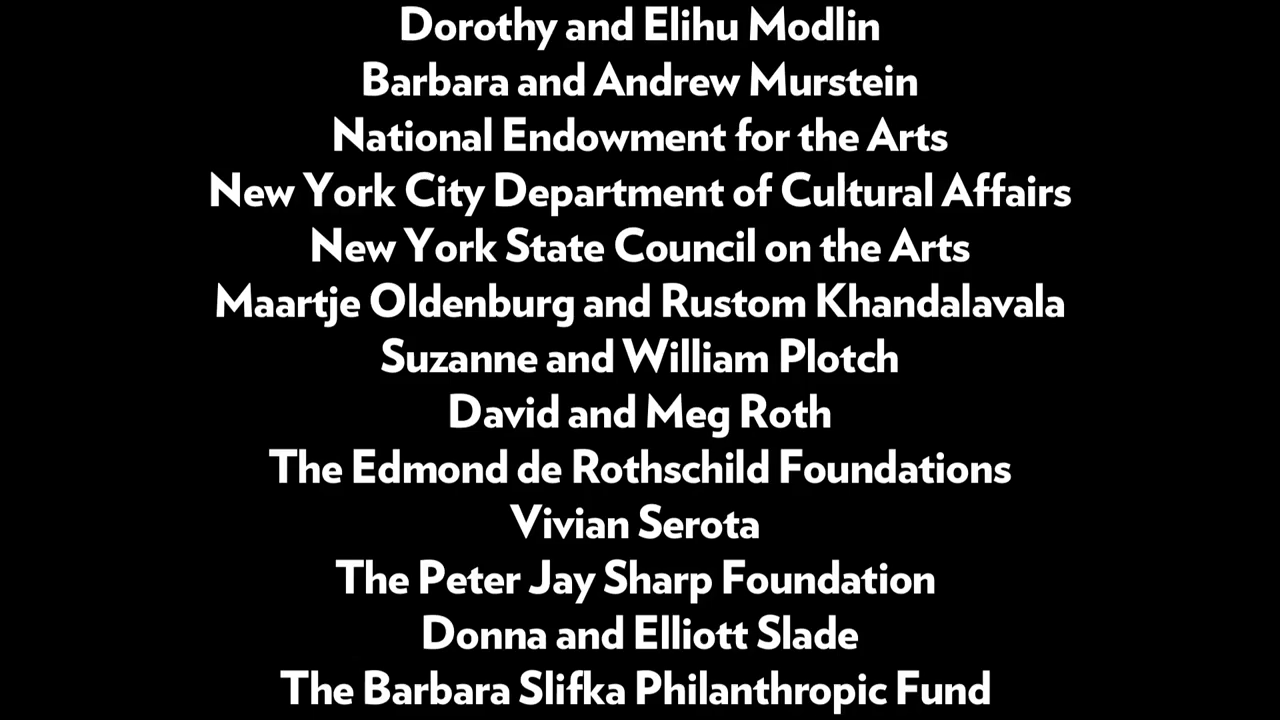 Dorothy and Elihu Modlin
Barbara and Andrew Murstein
National Endowment for the Arts
New York City Department of Cultural Affairs
New York State Council on the Arts
Maartje Oldenburg and Rustom Khandalavala
Suzanne and William Plotch
David and Meg Roth
The Edmond de Rothschild Foundations
Vivian Serota
The Peter Jay Sharp Foundation
Donna and Elliott Slade
The Barbara Slifka Philanthropic Fund